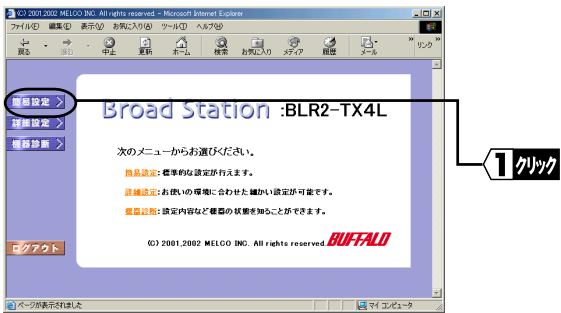 (C) 2001,2002 MELCO INC. All rights reserved. - Microsoft Internet Explorer
ファイル(F) 編集(E) 表示(V) お気に入り(A) ツール(T) ヘルプ(H)
戻る 進む 中止 更新 ホーム 検索 お気に入り メディア 履歴 メール » リンク »
簡易設定
詳細設定
機器診断
ログアウト
Broad Station :BLR2-TX4L
次のメニューからお選びください。
簡易設定:標準的な設定が行えます。
詳細設定:お使いの環境に合わせた細かい設定が可能です。
機器診断:設定内容など機器の状態を知ることができます。
(C) 2001,2002 MELCO INC. All rights reserved. BUFFALO
1 クリック
ページが表示されました
マイ コンピュータ